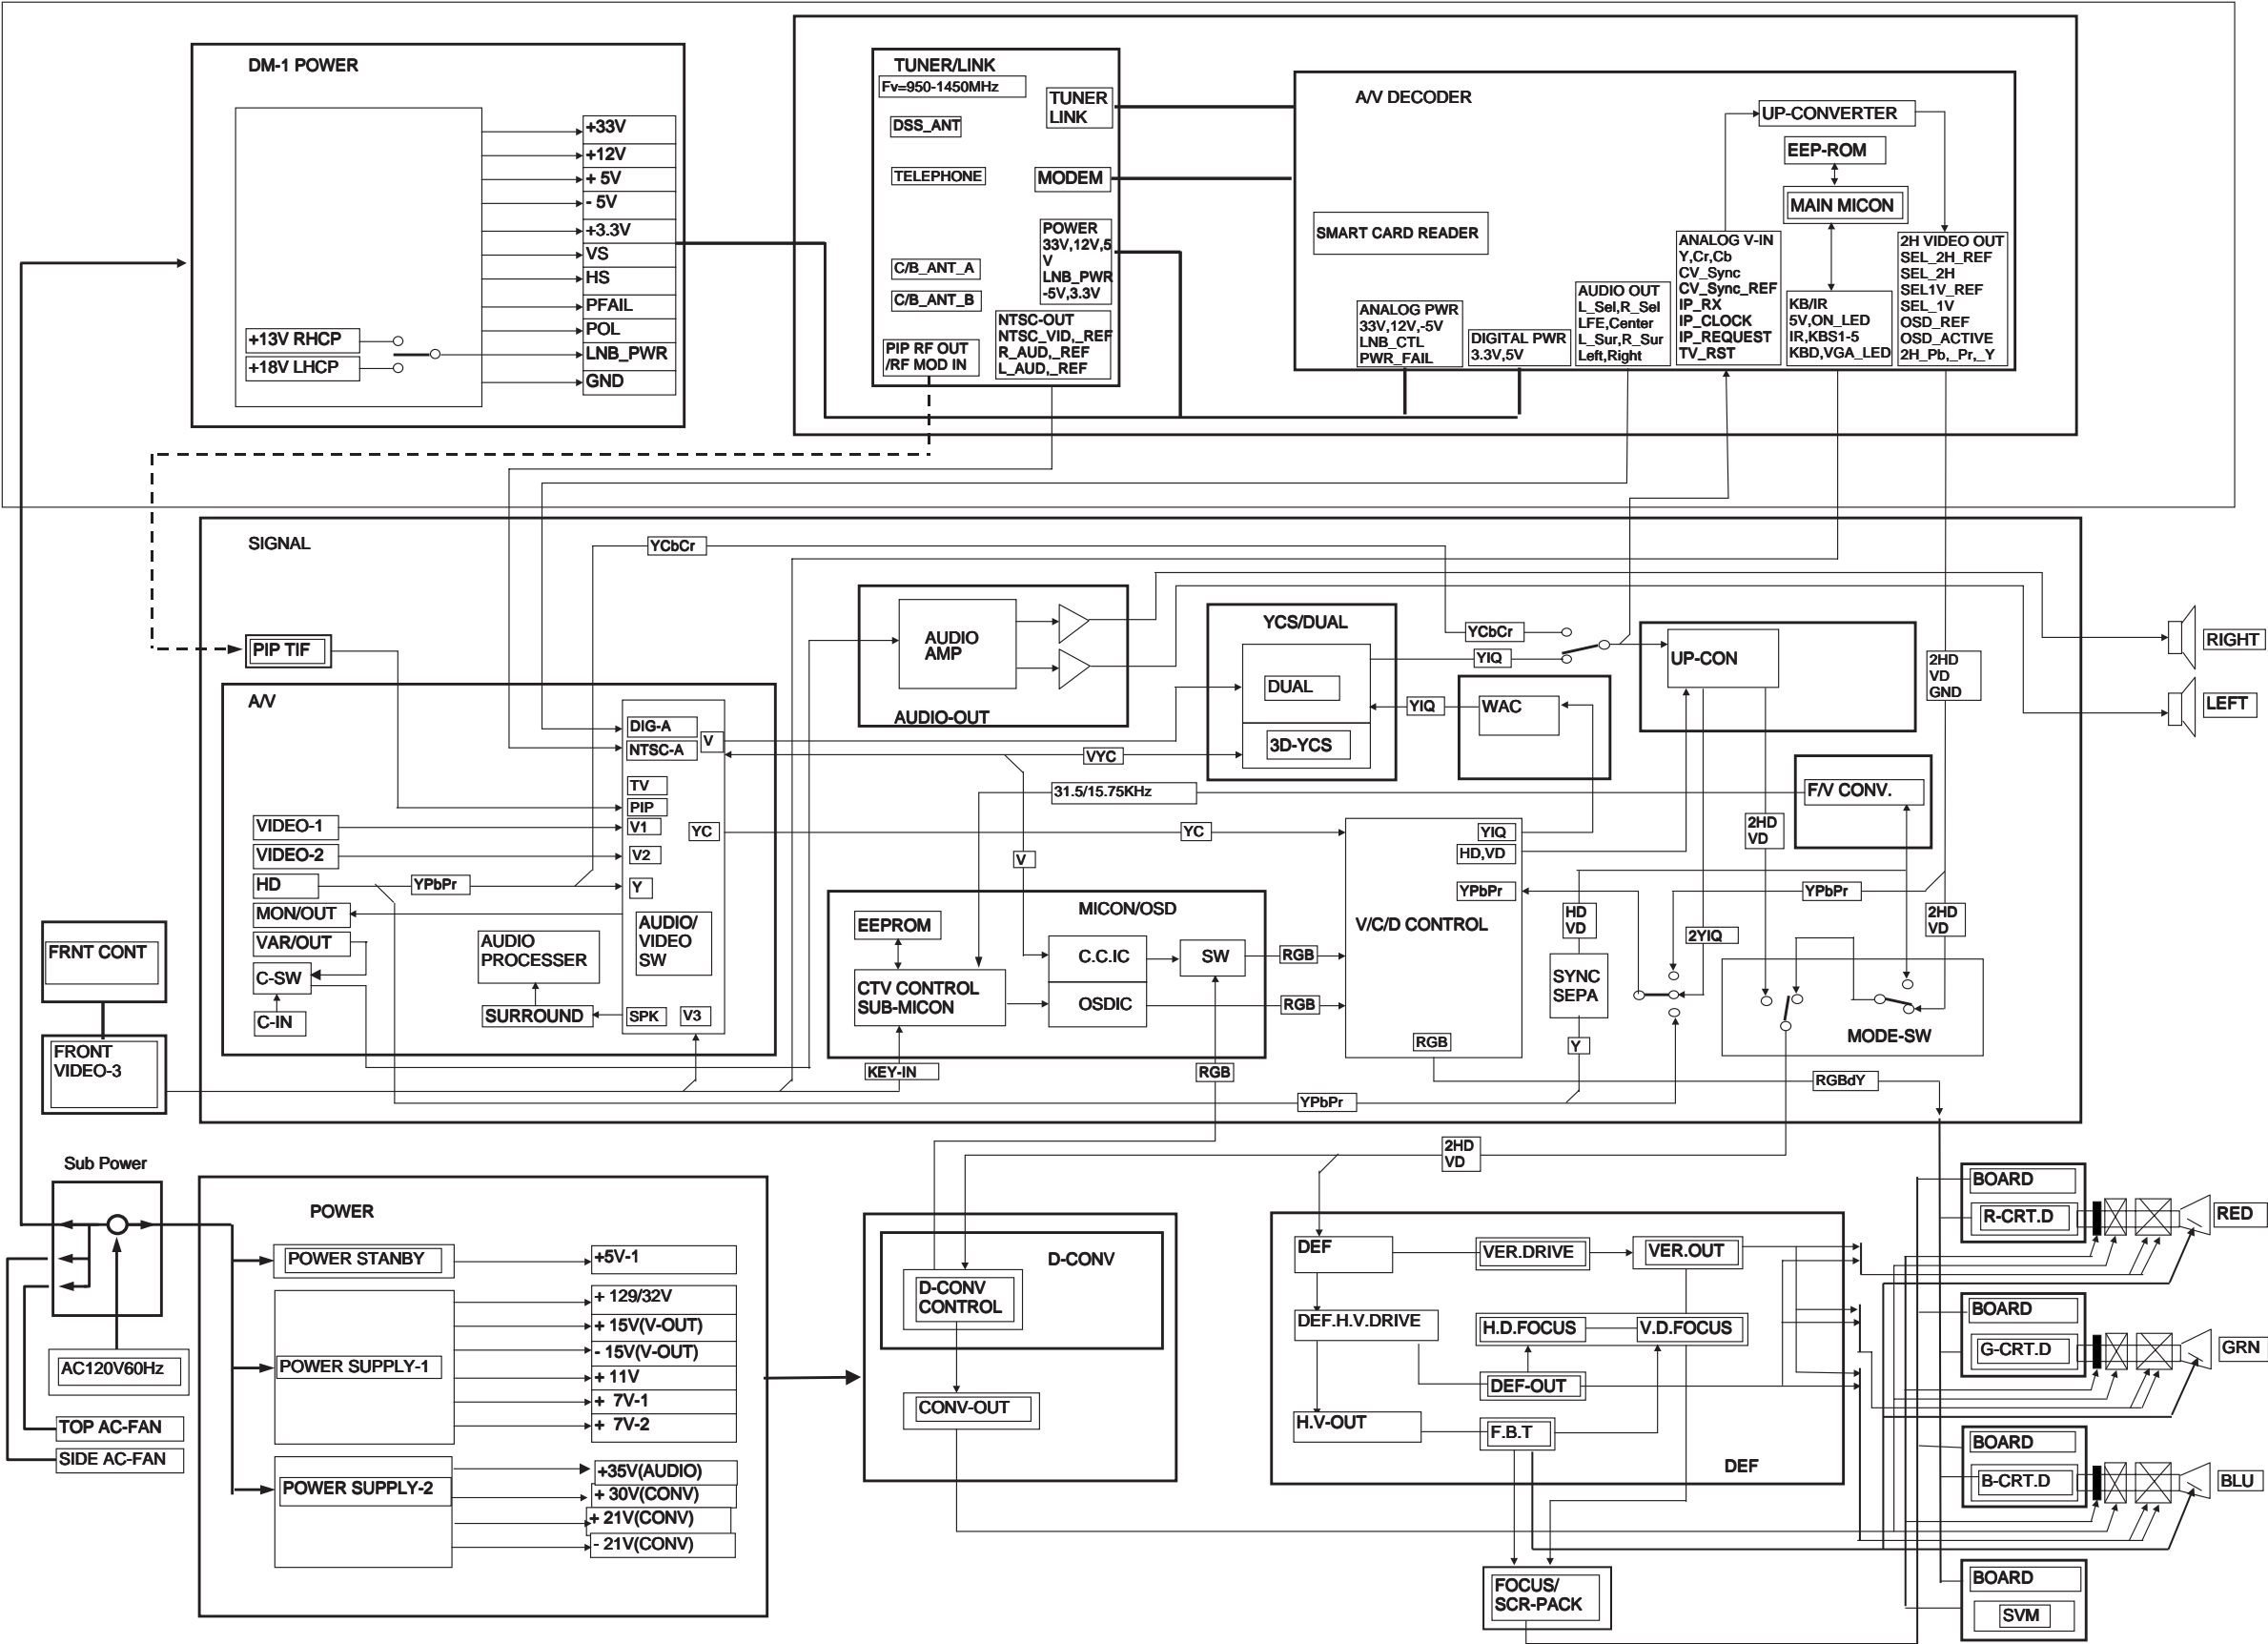 DM-1 POWER
+33V
+12V
+ 5V
- 5V
+3.3V
VS
HS
PFAIL
POL
LNB_PWR
GND
+13V RHCP
+18V LHCP
TUNER/LINK
Fv=950-1450MHz
DSS_ANT
TELEPHONE
C/B_ANT_A
C/B_ANT_B
PIP RF OUT
/RF MOD IN
TUNER
LINK
MODEM
POWER
33V,12V,5
V
LNB_PWR
-5V,3.3V
NTSC-OUT
NTSC_VID,_REF
R_AUD,_REF
L_AUD,_REF
A/V DECODER
SMART CARD READER
UP-CONVERTER
EEP-ROM
MAIN MICON
ANALOG PWR
33V,12V,-5V
LNB_CTL
PWR_FAIL
DIGITAL PWR
3.3V,5V
AUDIO OUT
L_Sel,R_Sel
LFE,Center
L_Sur,R_Sur
Left,Right
ANALOG V-IN
Y,Cr,Cb
CV_Sync
CV_Sync_REF
IP_RX
IP_CLOCK
IP_REQUEST
TV_RST
KB/IR
5V,ON_LED
IR,KBS1-5
KBD,VGA_LED
2H VIDEO OUT
SEL_2H_REF
SEL_2H
SEL1V_REF
SEL_1V
OSD_REF
OSD_ACTIVE
2H_Pb,_Pr,_Y
SIGNAL
YCbCr
PIP TIF
A/V
DIG-A
NTSC-A
V
TV
PIP
V1
YC
V2
Y
AUDIO/
VIDEO
SW
SPK
V3
VIDEO-1
VIDEO-2
HD
YPbPr
MON/OUT
VAR/OUT
C-SW
C-IN
AUDIO
PROCESSER
SURROUND
AUDIO
AMP
AUDIO-OUT
YCS/DUAL
DUAL
3D-YCS
VYC
31.5/15.75KHz
YC
V
YCbCr
YIQ
YIQ
WAC
UP-CON
F/V CONV.
2HD
VD
GND
2HD
VD
YPbPr
2HD
VD
RIGHT
LEFT
MICON/OSD
EEPROM
CTV CONTROL
SUB-MICON
C.C.IC
OSDIC
SW
RGB
RGB
KEY-IN
RGB
V/C/D CONTROL
YIQ
HD,VD
YPbPr
RGB
HD
VD
SYNC
SEPA
Y
2YIQ
MODE-SW
RGBdY
YPbPr
FRNT CONT
FRONT
VIDEO-3
Sub Power
AC120V60Hz
TOP AC-FAN
SIDE AC-FAN
POWER
POWER STANBY
+5V-1
POWER SUPPLY-1
+ 129/32V
+ 15V(V-OUT)
- 15V(V-OUT)
+ 11V
+ 7V-1
+ 7V-2
POWER SUPPLY-2
+35V(AUDIO)
+ 30V(CONV)
+ 21V(CONV)
- 21V(CONV)
D-CONV
D-CONV
CONTROL
CONV-OUT
2HD
VD
DEF
VER.DRIVE
VER.OUT
DEF.H.V.DRIVE
H.D.FOCUS
V.D.FOCUS
DEF-OUT
H.V-OUT
F.B.T
DEF
FOCUS/
SCR-PACK
BOARD
R-CRT.D
RED
BOARD
G-CRT.D
GRN
BOARD
B-CRT.D
BLU
BOARD
SVM